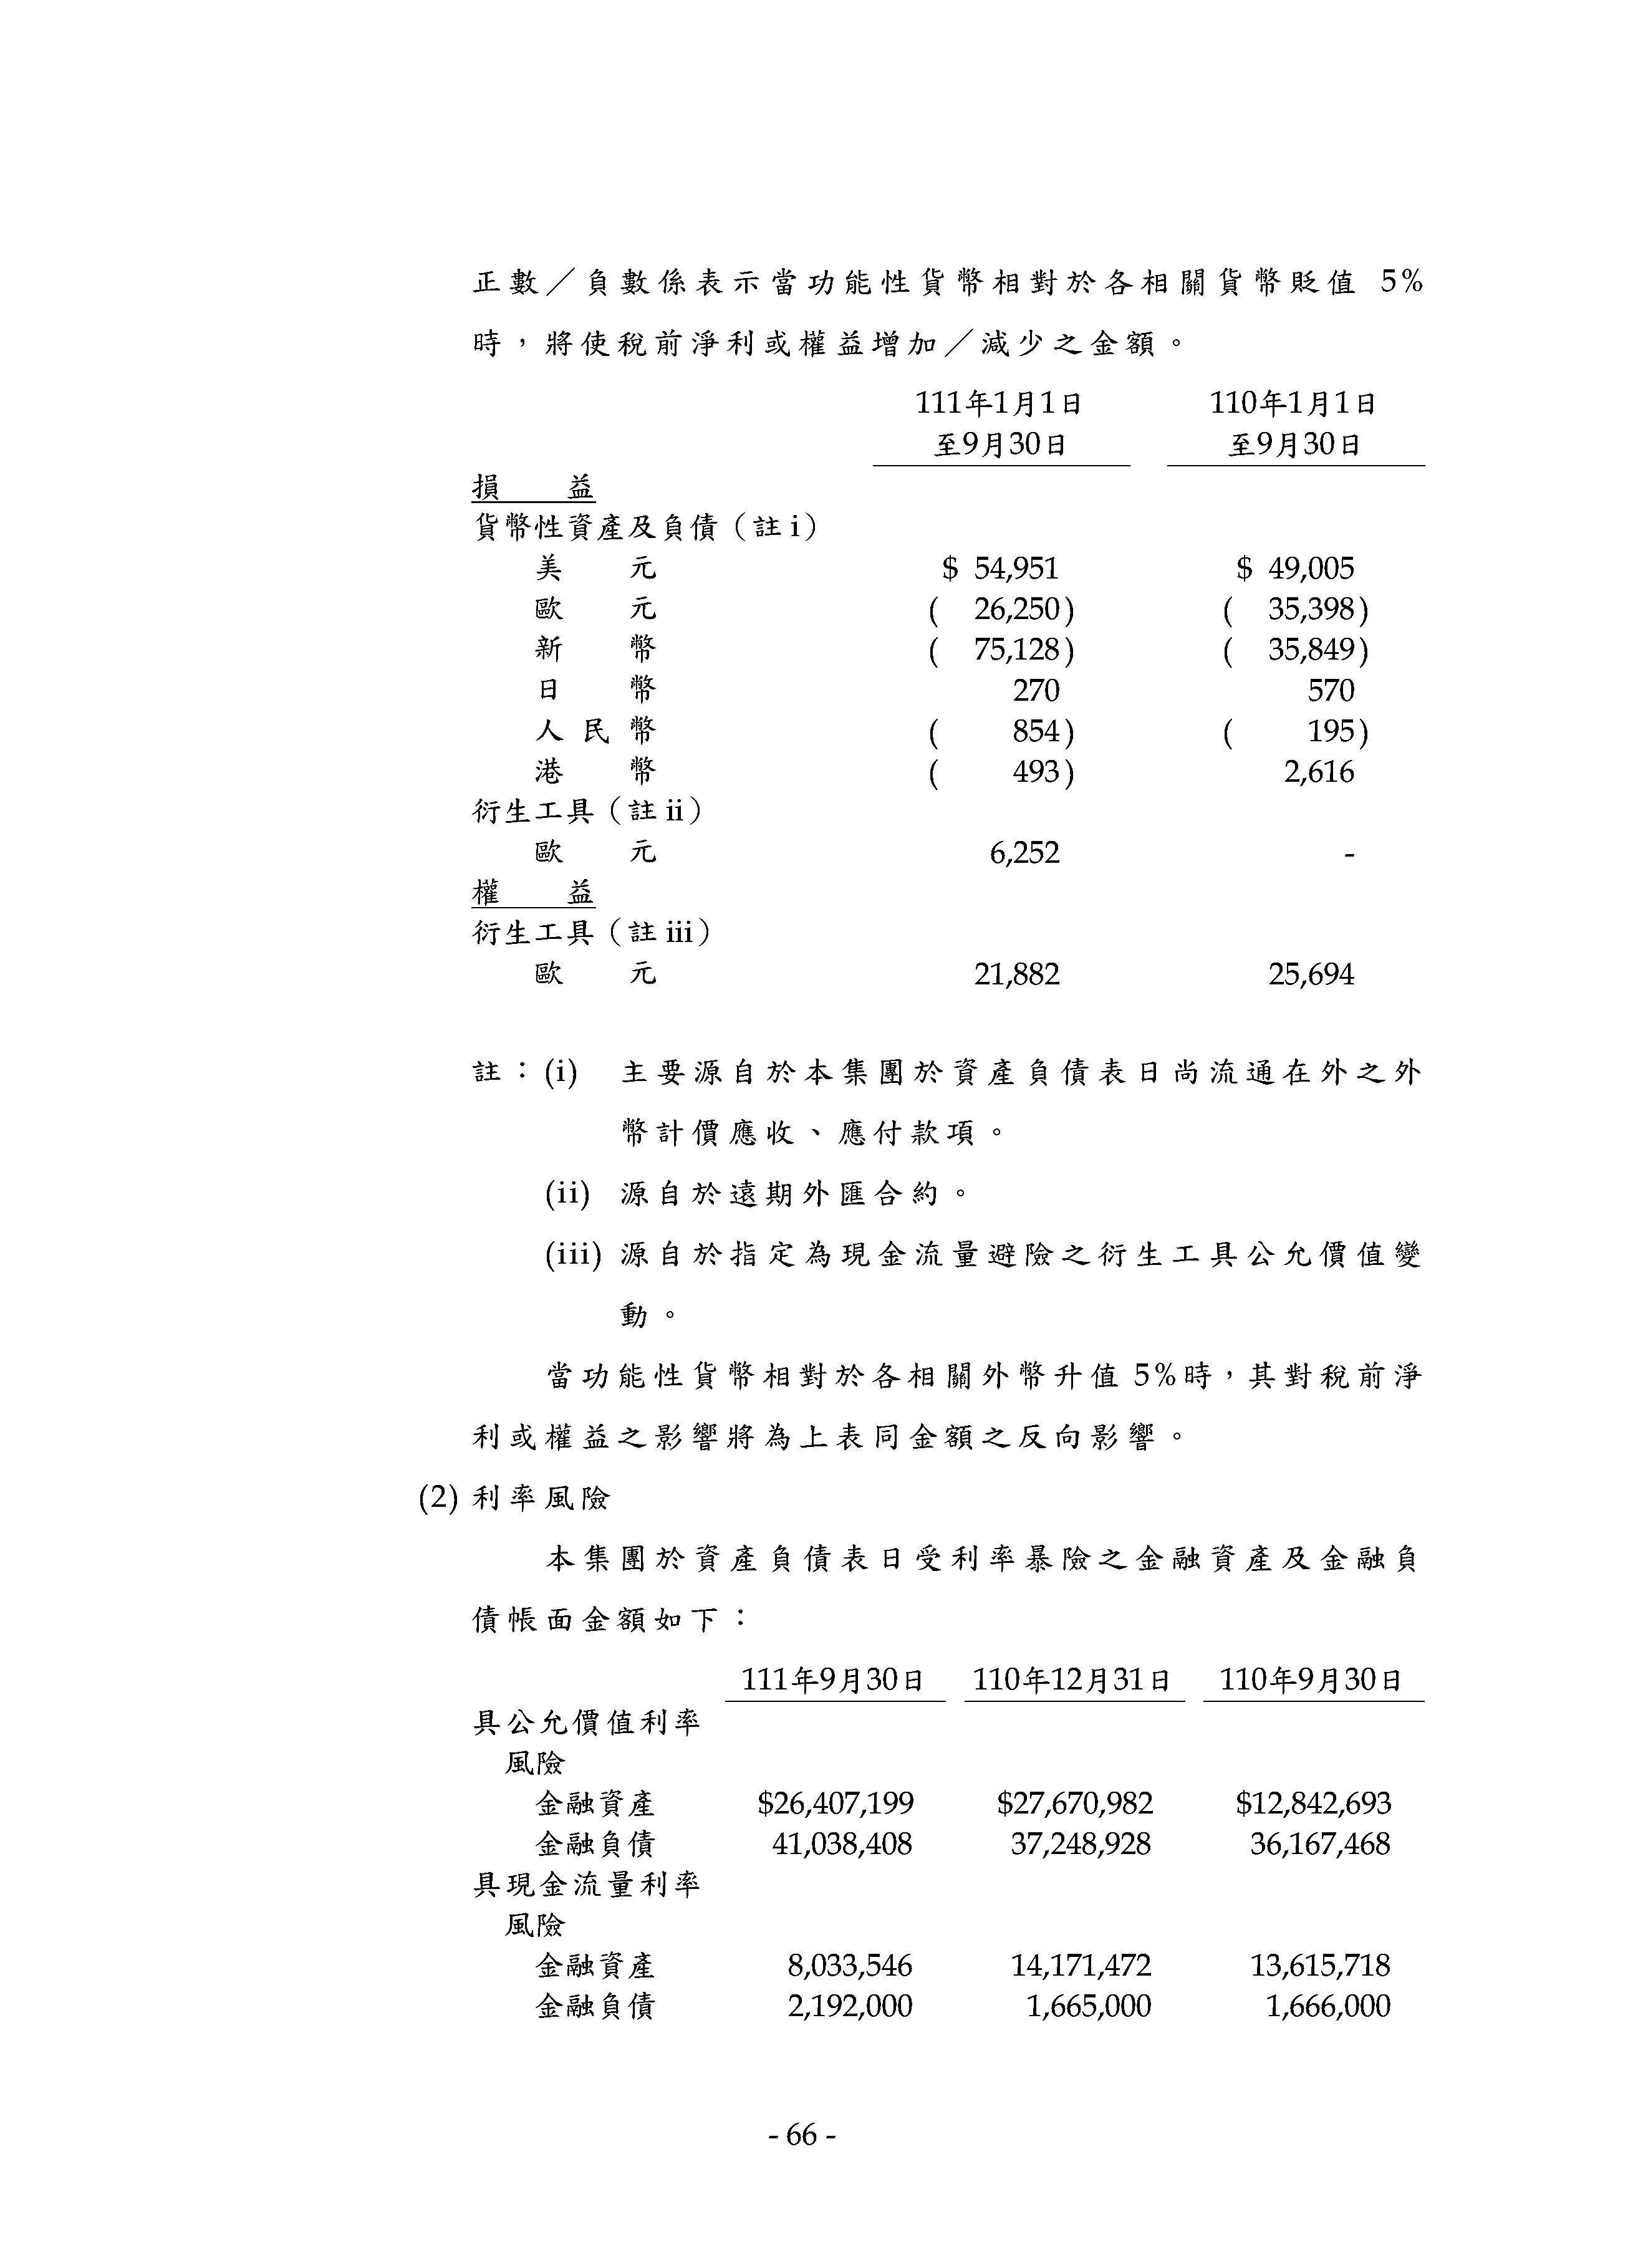 正數／負數係表示當功能性貨幣相對於各相關貨幣貶值 5%
時，將使稅前淨利或權益增加／減少之金額。
111年1月1日 110年1月1日
至9月30日 至9月30日
損 益
貨幣性資產及負債（註 i）
美 元 $ 54,951 $ 49,005
歐 元 ( 26,250) ( 35,398)
新 幣 ( 75,128) ( 35,849)
日 幣 270 570
人 民 幣 ( 854) ( 195)
港 幣 ( 493) 2,616
衍生工具（註 ii）
歐 元 6,252 -
權 益
衍生工具（註 iii）
歐 元 21,882 25,694
註：(i) 主要源自於本集團於資產負債表日尚流通在外之外
幣計價應收、應付款項。
(ii) 源自於遠期外匯合約。
(iii) 源自於指定為現金流量避險之衍生工具公允價值變
動。
當功能性貨幣相對於各相關外幣升值 5%時，其對稅前淨
利或權益之影響將為上表同金額之反向影響。
(2) 利率風險
本集團於資產負債表日受利率暴險之金融資產及金融負
債帳面金額如下：
111年9月30日 110年12月31日 110年9月30日
具公允價值利率
風險
金融資產 $26,407,199 $27,670,982 $12,842,693
金融負債 41,038,408 37,248,928 36,167,468
具現金流量利率
風險
金融資產 8,033,546 14,171,472 13,615,718
金融負債 2,192,000 1,665,000 1,666,000
- 66 -